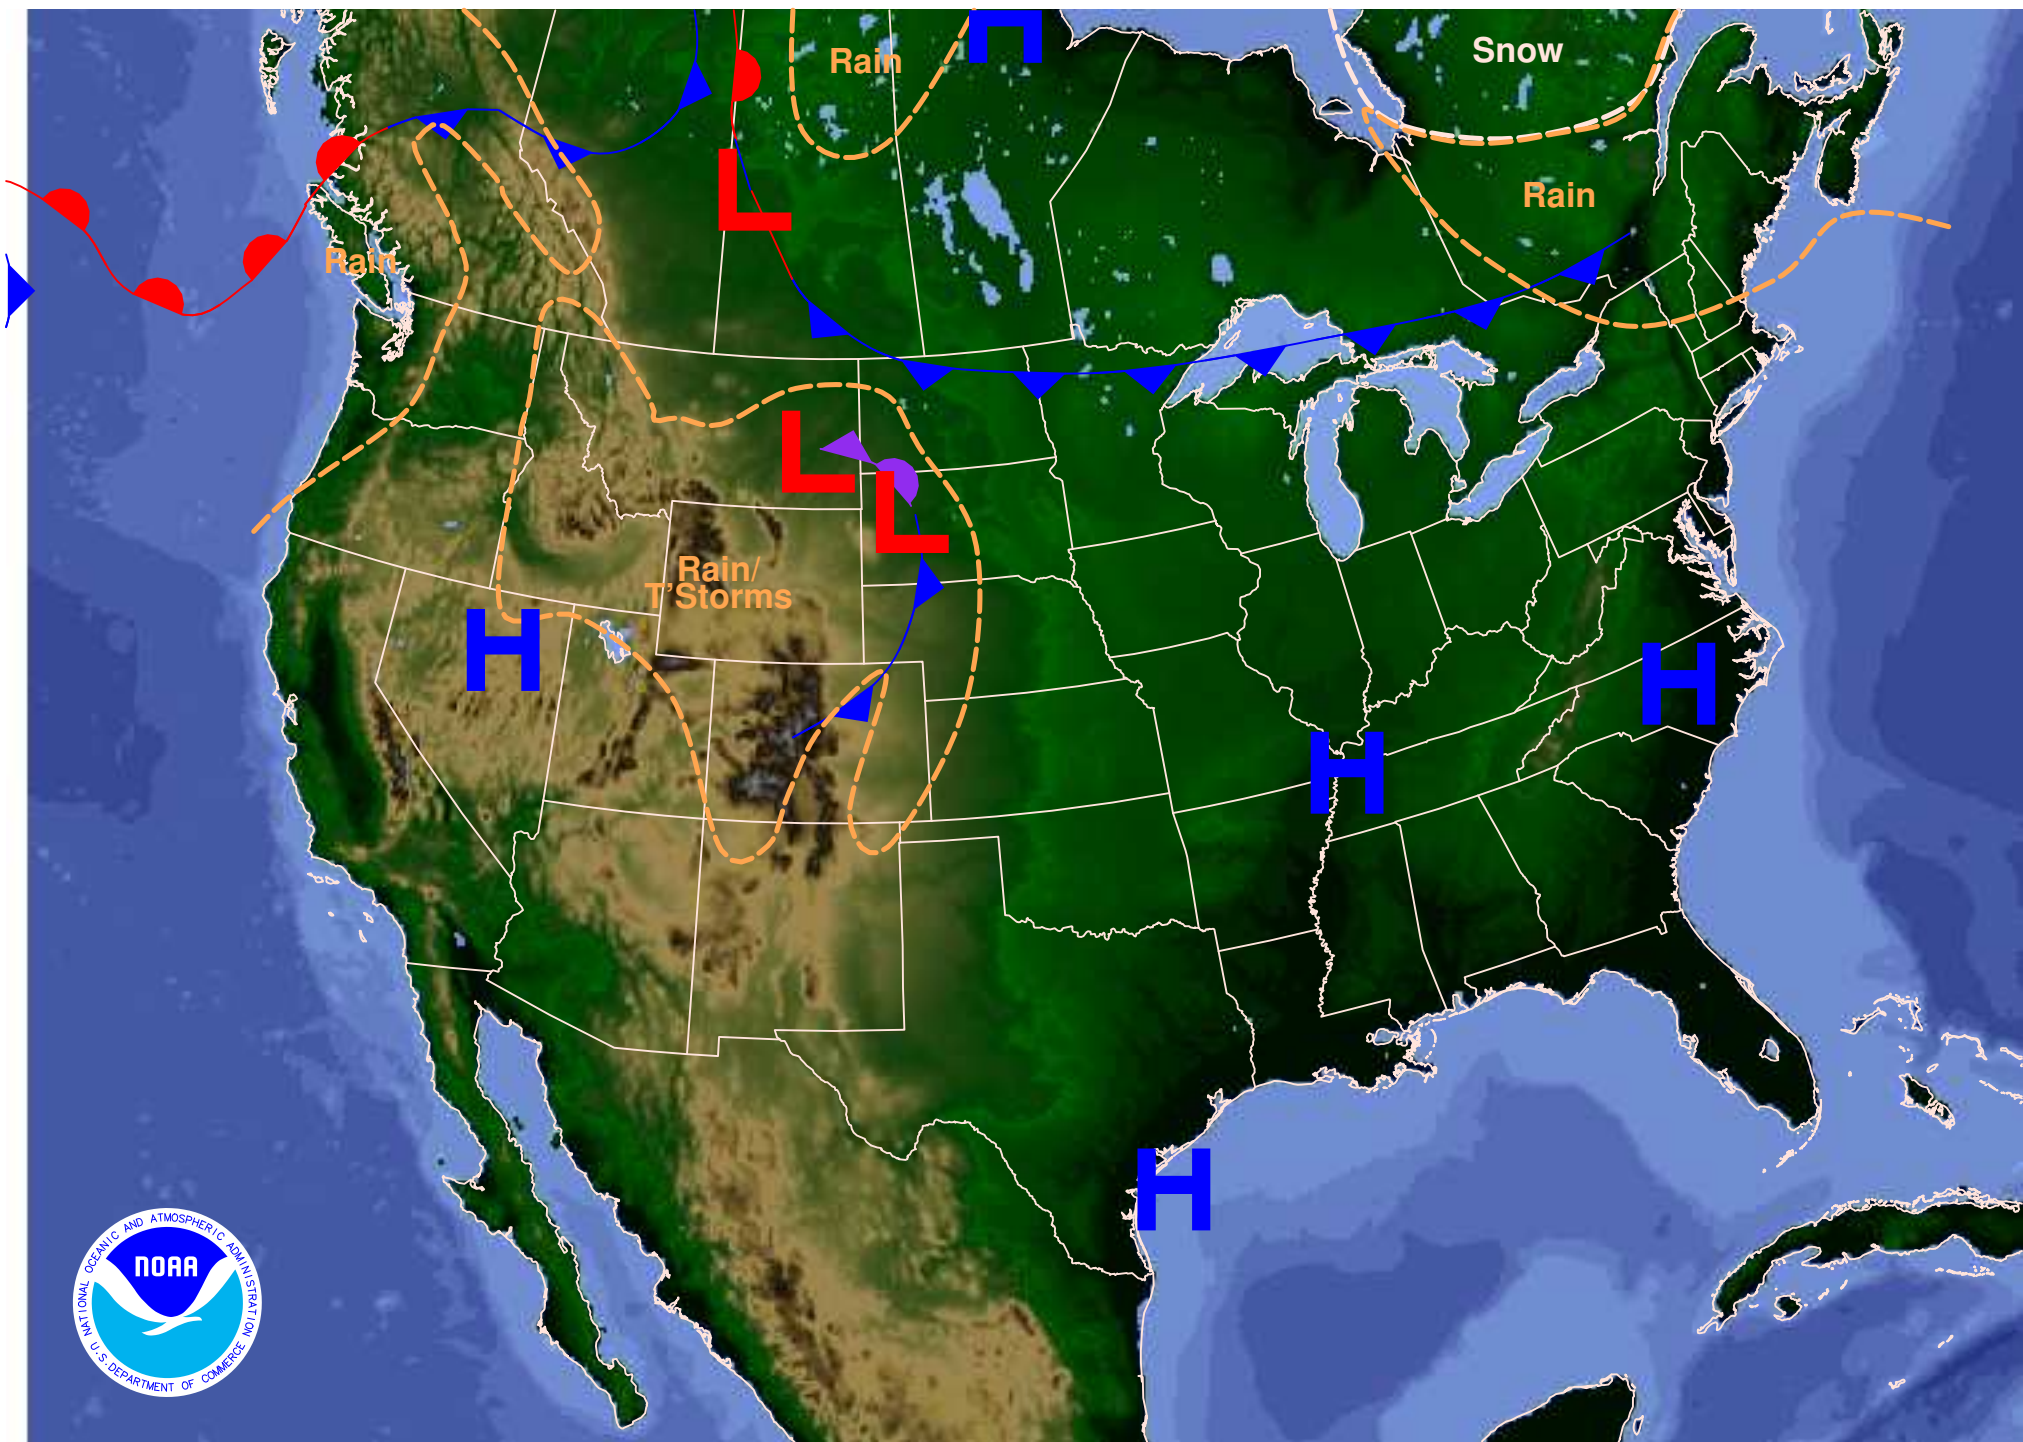 H
Rain
Snow
Rain
L
Rain
L
L
Rain/
T'Storms
H
H
H
H
NATIONAL OCEANIC AND ATMOSPHERIC ADMINISTRATION
NOAA
U.S. DEPARTMENT OF COMMERCE